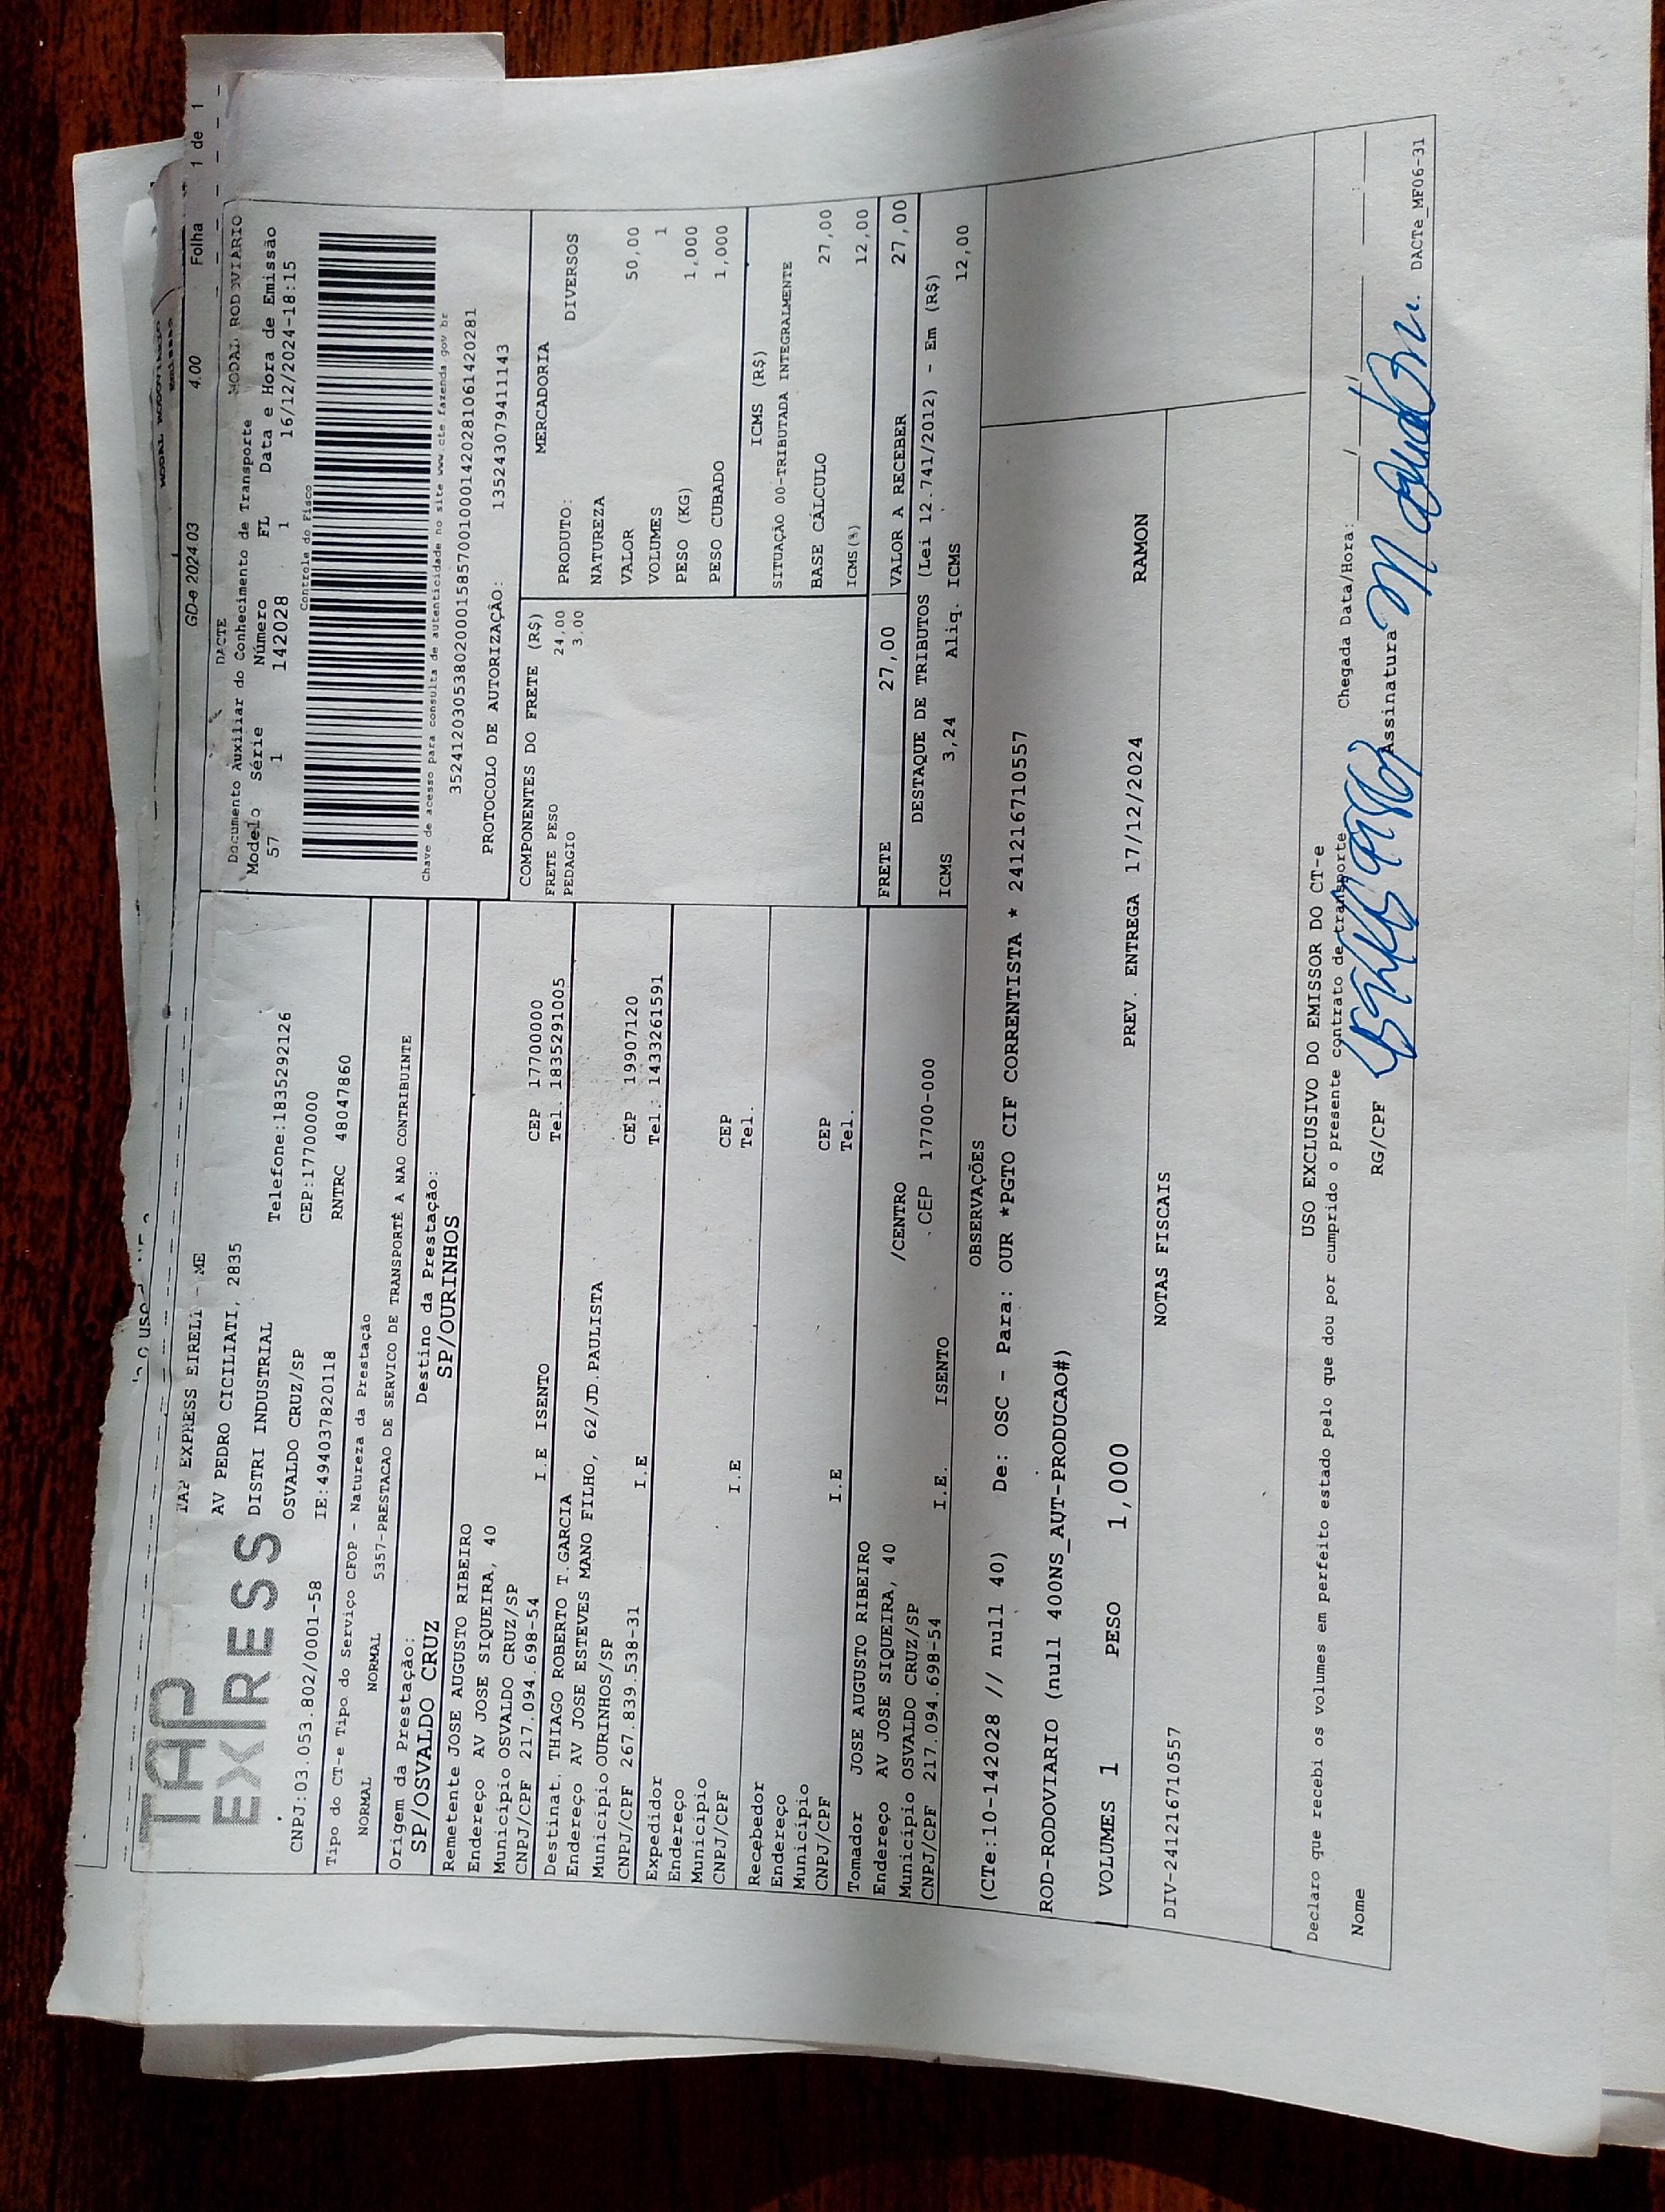 GD-e 2024.03 4.00 Folha 1 de 1
TAP
EXPRESS
TAP EXPRESS EIRELI - ME
AV PEDRO CICILIATI, 2835
DISTRI INDUSTRIAL
OSVALDO CRUZ/SP
Telefone:1835292126
CEP:17700000
CNPJ:03.053.802/0001-58
IE:494037820118
RNTRC 48047860
DACTE
Documento Auxiliar do Conhecimento de Transporte
MODAL RODOVIARIO
Modelo Série Número FL Data e Hora de Emissão
57 1 142028 1 16/12/2024-18:15
Controle do Fisco
Chave de acesso para consulta de autenticidade no site www.cte.fazenda.gov.br
35241203053802000158570010001420281061420281
PROTOCOLO DE AUTORIZAÇÃO: 135243079411143
Tipo do CT-e Tipo do Serviço CFOP - Natureza da Prestação
NORMAL NORMAL 5357-PRESTACAO DE SERVICO DE TRANSPORTE A NAO CONTRIBUINTE
Origem da Prestação: Destino da Prestação:
SP/OSVALDO CRUZ SP/OURINHOS
Remetente JOSE AUGUSTO RIBEIRO
Endereço AV JOSE SIQUEIRA, 40
Município OSVALDO CRUZ/SP CEP 17700000
CNPJ/CPF 217.094.698-54 I.E ISENTO Tel. 1835291005
Destinat. THIAGO ROBERTO T.GARCIA
Endereço AV JOSE ESTEVES MANO FILHO, 62/JD.PAULISTA
Município OURINHOS/SP CEP 19907120
CNPJ/CPF 267.839.538-31 I.E Tel.: 1433261591
Expedidor
Endereço
Município CEP
CNPJ/CPF I.E Tel.
Recebedor
Endereço
Município CEP
CNPJ/CPF I.E Tel.
Tomador JOSE AUGUSTO RIBEIRO
Endereço AV JOSE SIQUEIRA, 40 /CENTRO
Município OSVALDO CRUZ/SP CEP 17700-000
CNPJ/CPF 217.094.698-54 I.E. ISENTO
COMPONENTES DO FRETE (R$)
FRETE PESO 24,00
PEDAGIO 3,00
MERCADORIA
PRODUTO: DIVERSOS
NATUREZA
VALOR 50,00
VOLUMES 1
PESO (KG) 1,000
PESO CUBADO 1,000
ICMS (R$)
SITUAÇÃO 00-TRIBUTADA INTEGRALMENTE
BASE CÁLCULO 27,00
ICMS(%) 12,00
FRETE 27,00 VALOR A RECEBER 27,00
DESTAQUE DE TRIBUTOS (Lei 12.741/2012) - Em (R$)
ICMS 3,24 Aliq. ICMS 12,00
OBSERVAÇÕES
(CTe:10-142028 // null 40) De: OSC - Para: OUR *PGTO CIF CORRENTISTA * 241216710557
ROD-RODOVIARIO (null 400NS_AUT-PRODUCAO#)
VOLUMES 1 PESO 1,000 PREV. ENTREGA 17/12/2024 RAMON
NOTAS FISCAIS
DIV-241216710557
USO EXCLUSIVO DO EMISSOR DO CT-e
Declaro que recebi os volumes em perfeito estado pelo que dou por cumprido o presente contrato de transporte
Chegada Data/Hora:
Nome RG/CPF Assinatura
DACTe_MF06-31